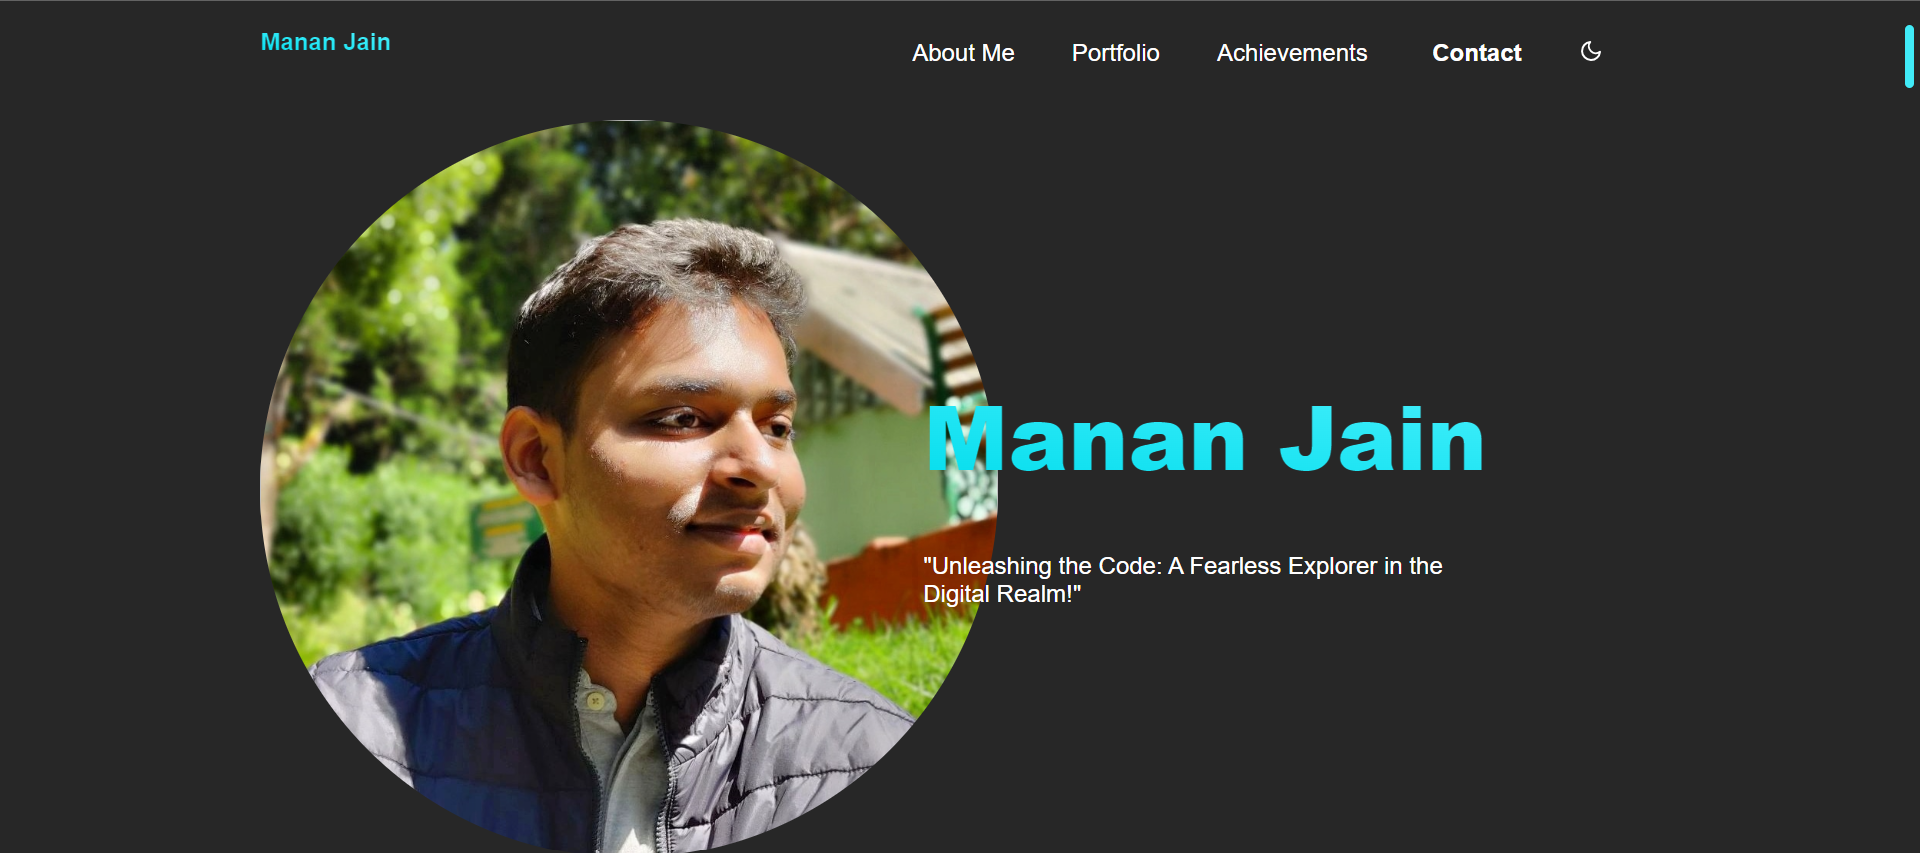 Manan Jain
About Me
Portfolio
Achievements
Contact
Manan Jain
"Unleashing the Code: A Fearless Explorer in the
Digital Realm!"